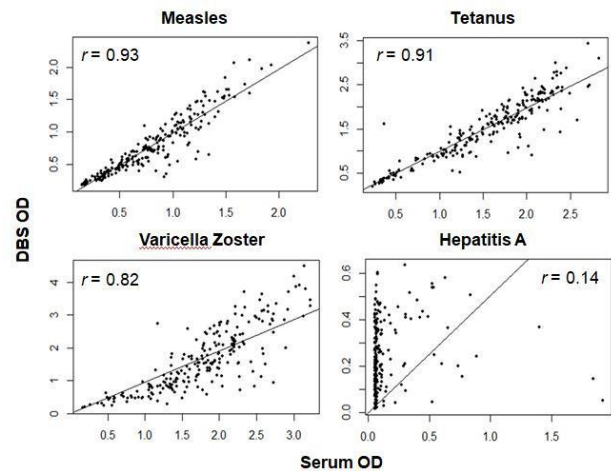 Measles
r = 0.93
2.0
1.5
1.0
0.5
0.5 1.0 1.5 2.0
Tetanus
r = 0.91
3.5
2.5
1.5
0.5
0.5 1.0 1.5 2.0 2.5
DBS OD
Varicella Zoster
r = 0.82
4
3
2
1
0
0.5 1.0 1.5 2.0 2.5 3.0
Hepatitis A
r = 0.14
0.6
0.4
0.2
0.0
0.0 0.5 1.0 1.5
Serum OD